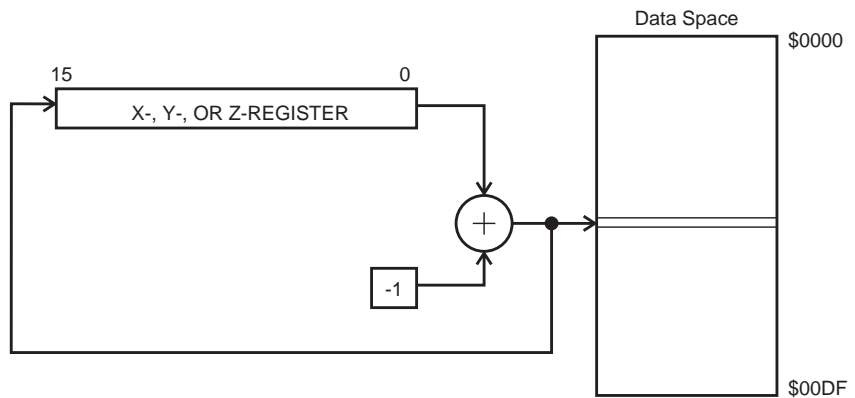 Data Space
$0000
15 0
X-, Y-, OR Z-REGISTER
+
-1
$00DF